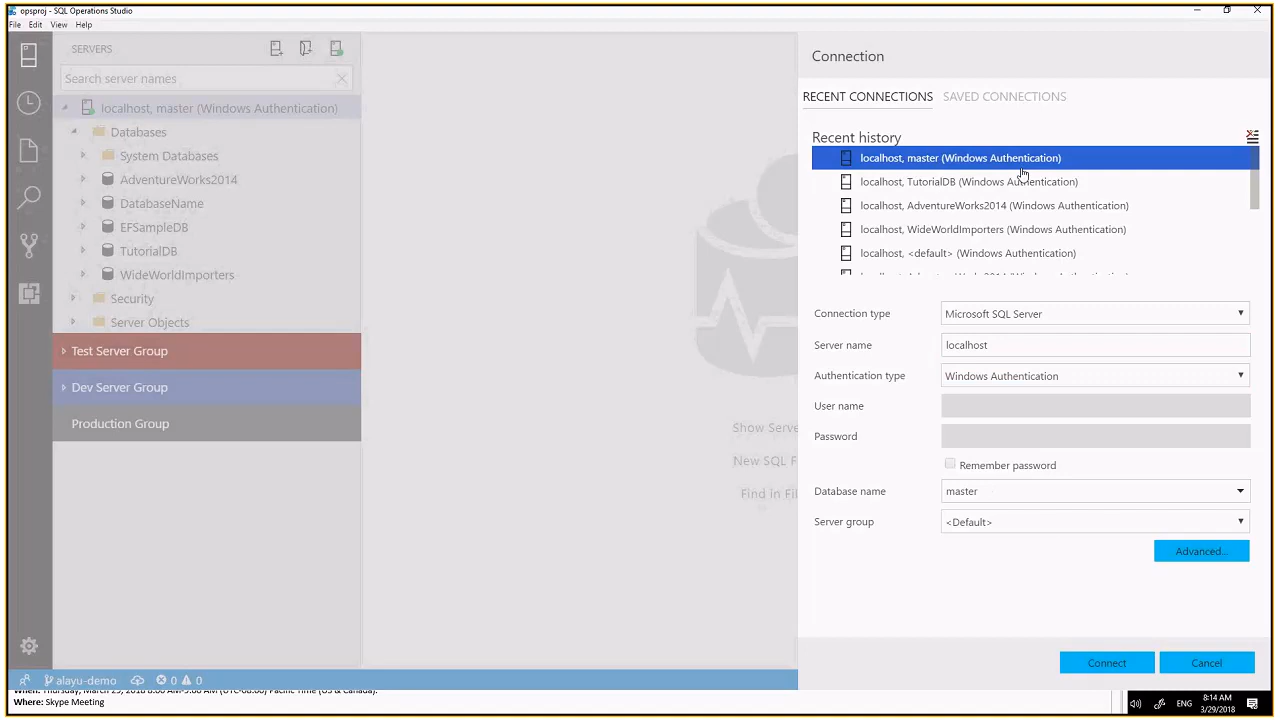 opsproj - SQL Operations Studio
File Edit View Help
SERVERS
Search server names
localhost, master (Windows Authentication)
Databases
System Databases
AdventureWorks2014
DatabaseName
EFSampleDB
TutorialDB
WideWorldImporters
Security
Server Objects
Test Server Group
Dev Server Group
Production Group
Show Serve
New SQL F
Find in Fil
Connection
RECENT CONNECTIONS SAVED CONNECTIONS
Recent history
localhost, master (Windows Authentication)
localhost, TutorialDB (Windows Authentication)
localhost, AdventureWorks2014 (Windows Authentication)
localhost, WideWorldImporters (Windows Authentication)
localhost, <default> (Windows Authentication)
Connection type Microsoft SQL Server
Server name localhost
Authentication type Windows Authentication
User name
Password
Remember password
Database name master
Server group <Default>
Advanced...
Connect Cancel
alayu-demo 0 0
Where: Skype Meeting
ENG 8:14 AM
3/29/2018